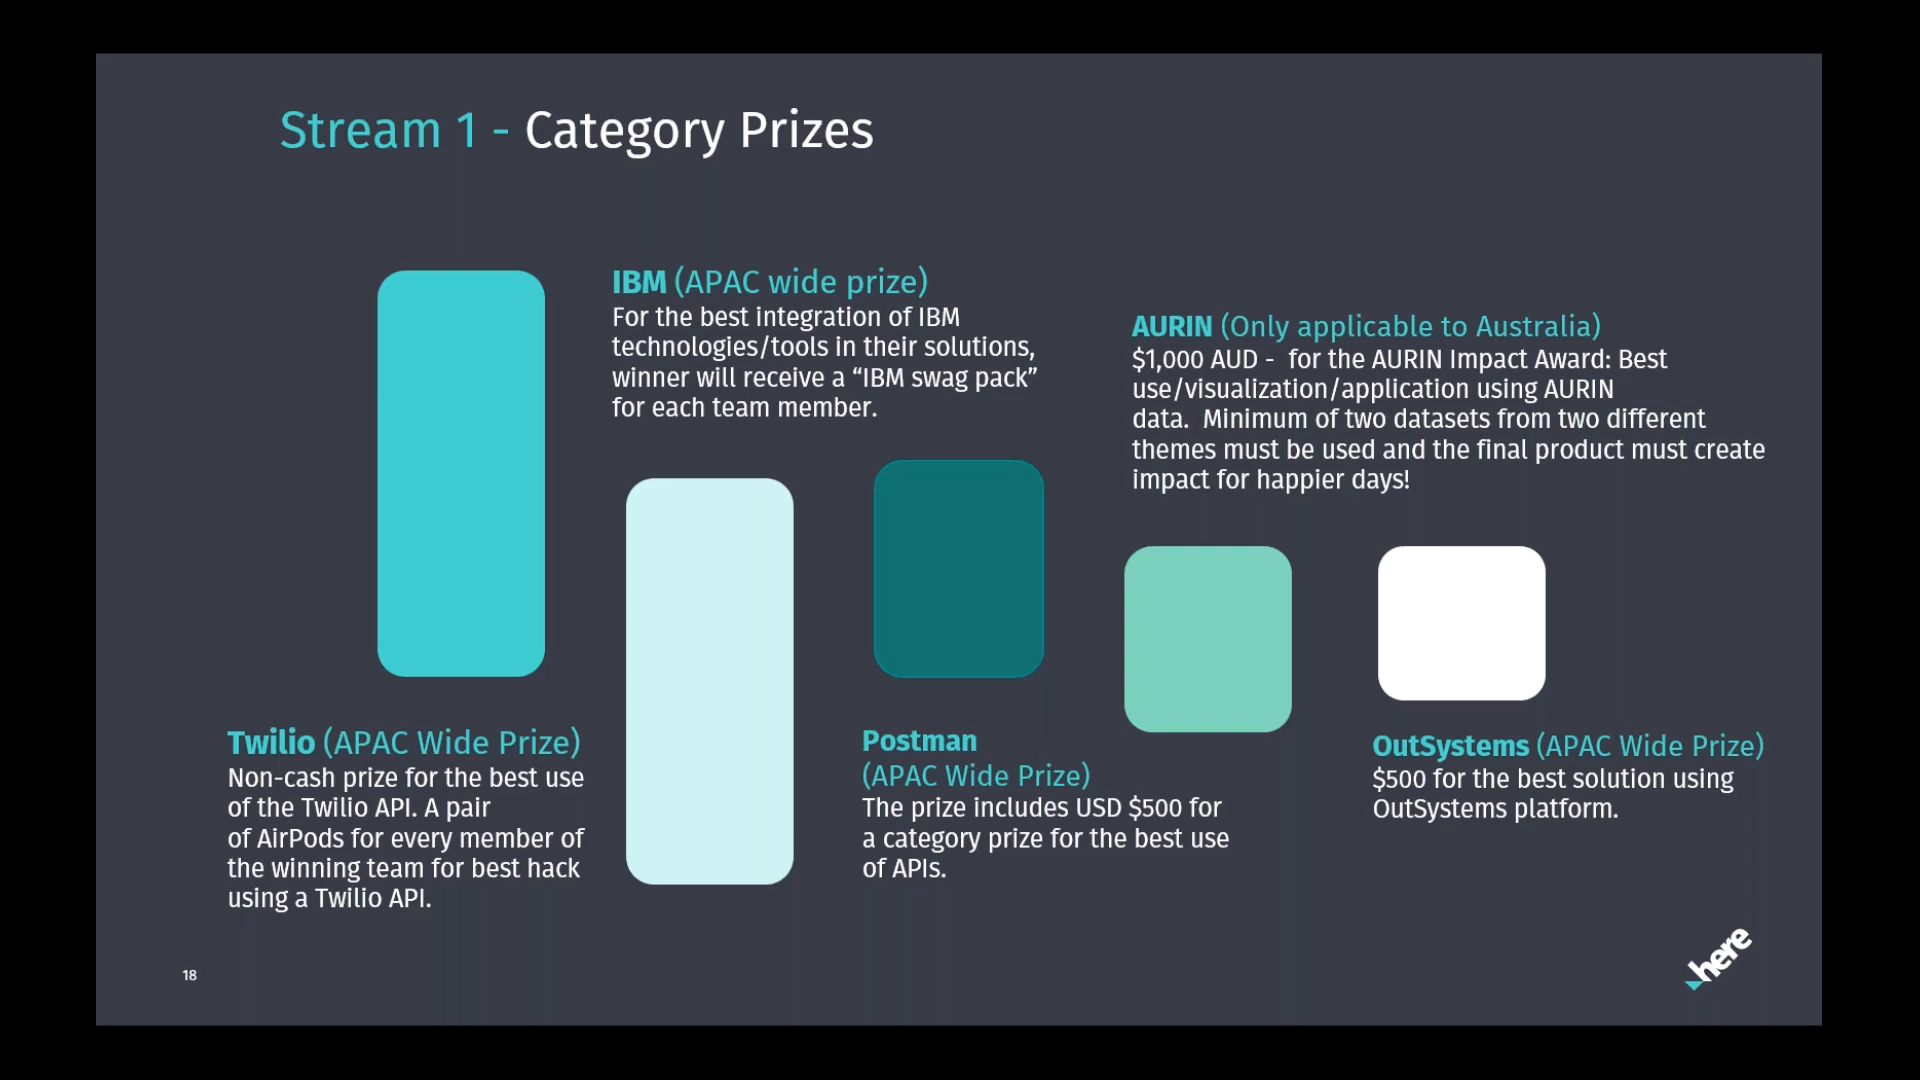 Stream 1 - Category Prizes
IBM (APAC wide prize)
For the best integration of IBM
technologies/tools in their solutions,
winner will receive a “IBM swag pack”
for each team member.
AURIN (Only applicable to Australia)
$1,000 AUD -  for the AURIN Impact Award: Best
use/visualization/application using AURIN
data.  Minimum of two datasets from two different
themes must be used and the final product must create
impact for happier days!
Twilio (APAC Wide Prize)
Non-cash prize for the best use
of the Twilio API. A pair
of AirPods for every member of
the winning team for best hack
using a Twilio API.
Postman
(APAC Wide Prize)
The prize includes USD $500 for
a category prize for the best use
of APIs.
OutSystems (APAC Wide Prize)
$500 for the best solution using
OutSystems platform.
18
here